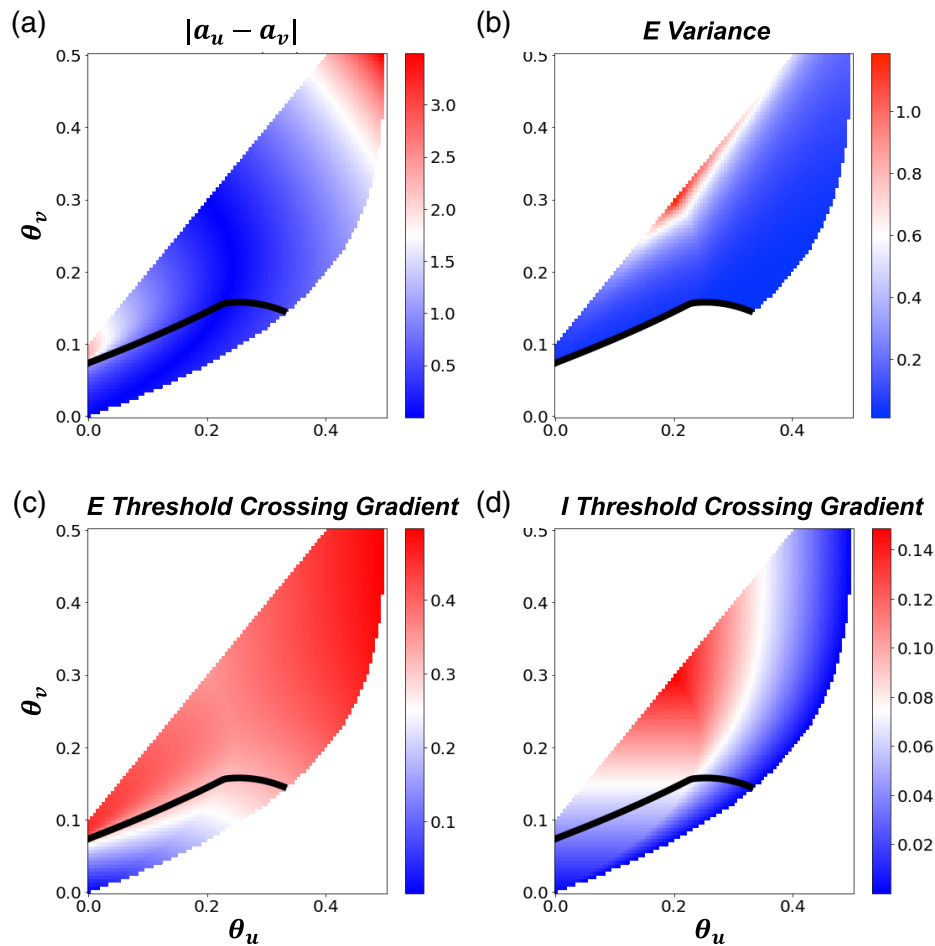 (a)
|a_u − a_v|
0.5
0.4
0.3
0.2
0.1
0.0
θ_v
0.0 0.2 0.4
3.0
2.5
2.0
1.5
1.0
0.5
(b)
E Variance
0.5
0.4
0.3
0.2
0.1
0.0
0.0 0.2 0.4
1.0
0.8
0.6
0.4
0.2
(c)
E Threshold Crossing Gradient
0.5
0.4
0.3
0.2
0.1
0.0
θ_v
0.0 0.2 0.4
θ_u
0.4
0.3
0.2
0.1
(d)
I Threshold Crossing Gradient
0.5
0.4
0.3
0.2
0.1
0.0
0.0 0.2 0.4
θ_u
0.14
0.12
0.10
0.08
0.06
0.04
0.02